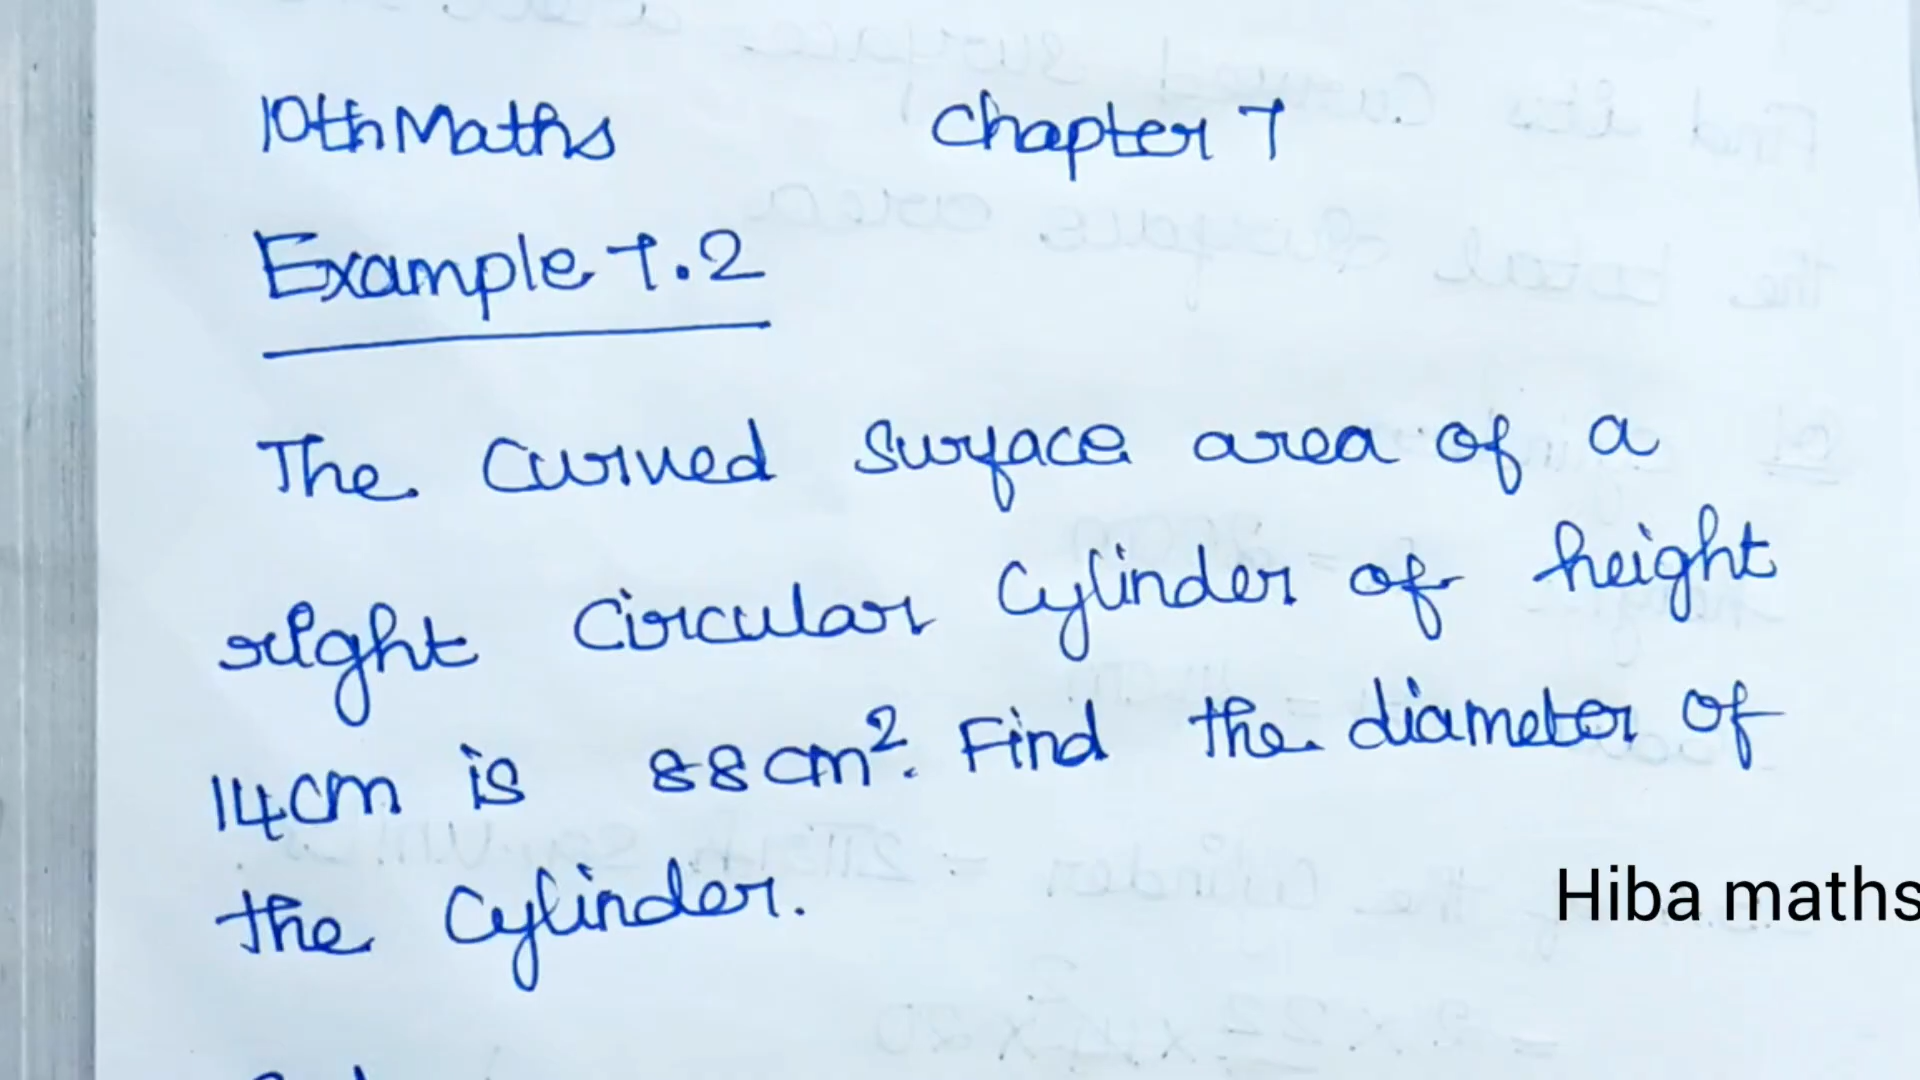 10th Maths Chapter 7
Example 7.2
The Curved Surface area of a
right Circular Cylinder of height
14cm is 88cm². Find the diameter of
the Cylinder.
Hiba maths